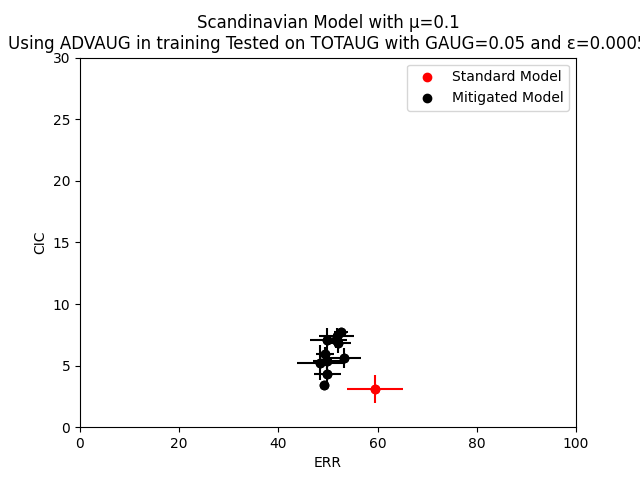 Scandinavian Model with μ=0.1
Using ADVAUG in training Tested on TOTAUG with GAUG=0.05 and ε=0.0005
Standard Model
Mitigated Model
30
25
20
15
10
5
0
CIC
0 20 40 60 80 100
ERR